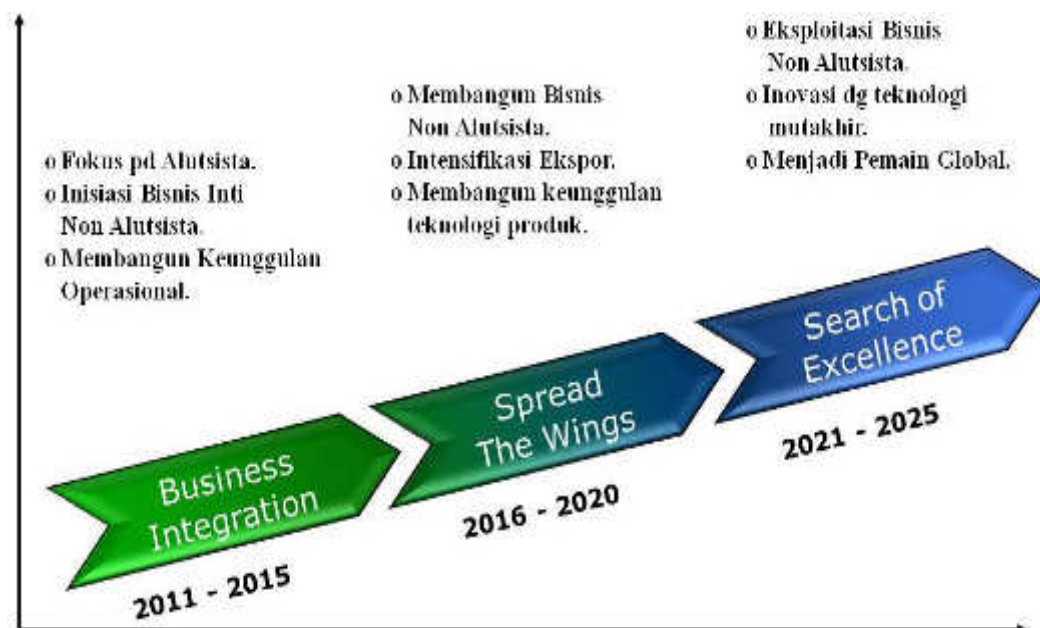 o Fokus pd Alutsista.
o Inisiasi Bisnis Inti
Non Alutsista.
o Membangun Keunggulan
Operasional.
Business
Integration
2011 - 2015
o Membangun Bisnis
Non Alutsista.
o Intensifikasi Ekspor.
o Membangun keunggulan
teknologi produk.
Spread
The Wings
2016 - 2020
o Eksploitasi Bisnis
Non Alutsista.
o Inovasi dg teknologi
mutakhir.
o Menjadi Pemain Global.
Search of
Excellence
2021 - 2025